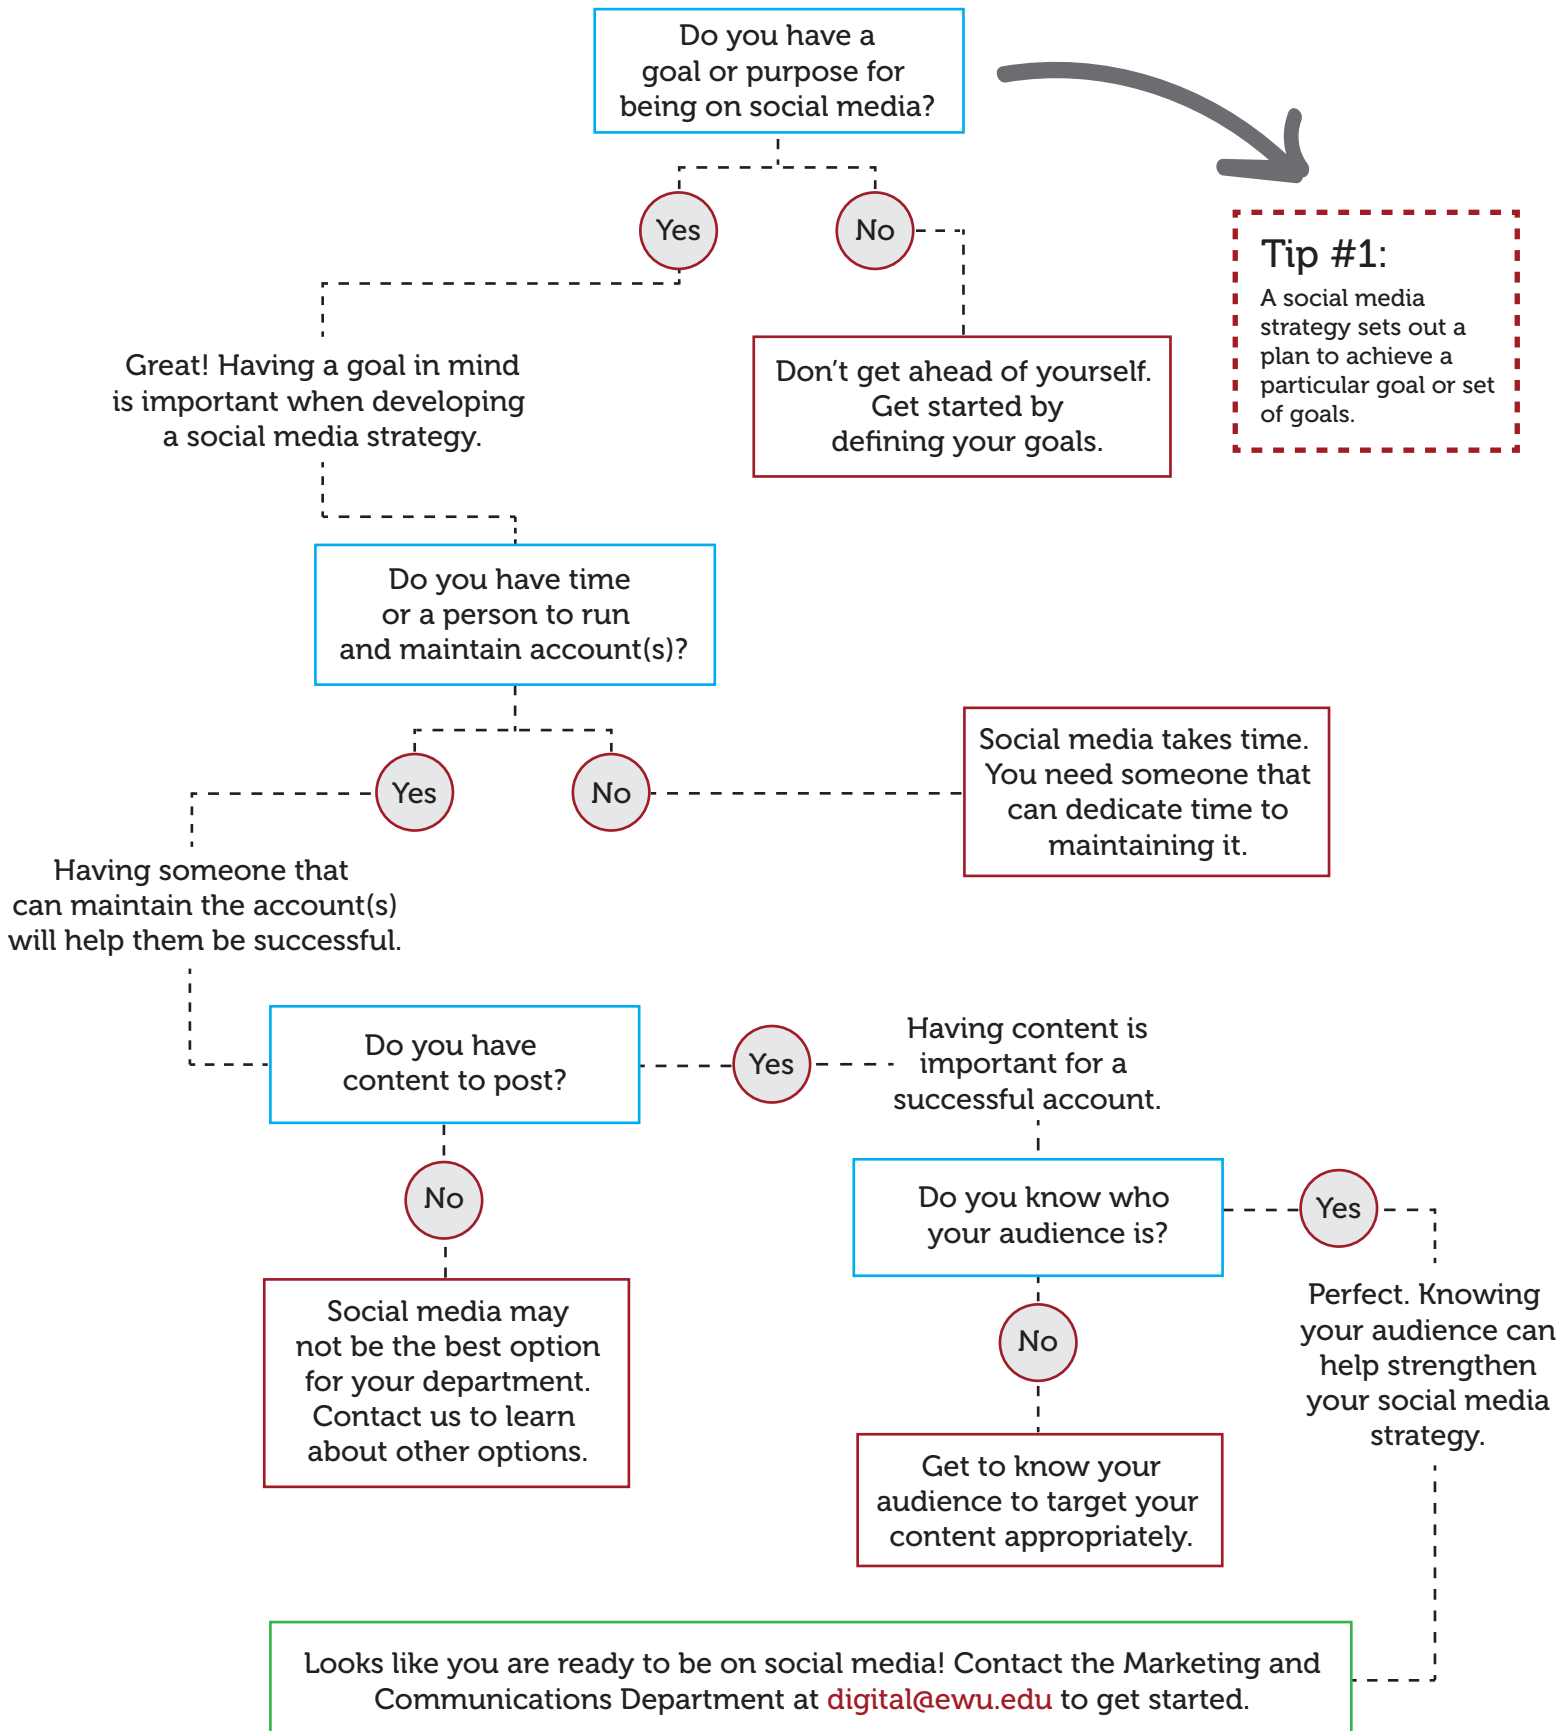 Do you have a
goal or purpose for
being on social media?
Yes
No
Tip #1:
A social media
strategy sets out a
plan to achieve a
particular goal or set
of goals.
Great! Having a goal in mind
is important when developing
a social media strategy.
Don't get ahead of yourself.
Get started by
defining your goals.
Do you have time
or a person to run
and maintain account(s)?
Yes
No
Social media takes time.
You need someone that
can dedicate time to
maintaining it.
Having someone that
can maintain the account(s)
will help them be successful.
Do you have
content to post?
Yes
Having content is
important for a
successful account.
No
Social media may
not be the best option
for your department.
Contact us to learn
about other options.
Do you know who
your audience is?
Yes
No
Perfect. Knowing
your audience can
help strengthen
your social media
strategy.
Get to know your
audience to target your
content appropriately.
Looks like you are ready to be on social media! Contact the Marketing and
Communications Department at digital@ewu.edu to get started.